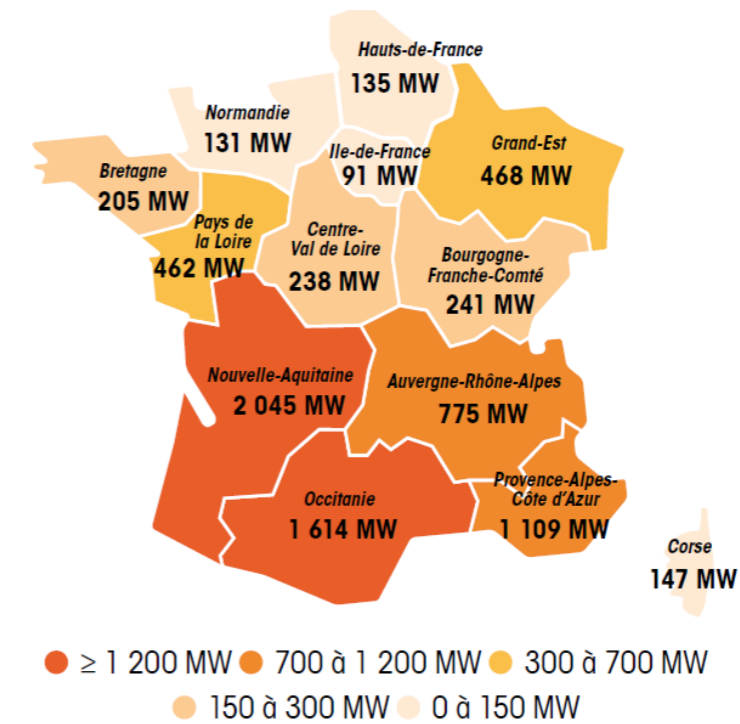 Hauts-de-France
135 MW
Normandie
131 MW
Ile-de-France
91 MW
Grand-Est
468 MW
Bretagne
205 MW
Pays de
la Loire
462 MW
Centre-
Val de Loire
238 MW
Bourgogne-
Franche-Comté
241 MW
Nouvelle-Aquitaine
2 045 MW
Auvergne-Rhône-Alpes
775 MW
Occitanie
1 614 MW
Provence-Alpes-
Côte d'Azur
1 109 MW
Corse
147 MW
≥ 1 200 MW 700 à 1 200 MW 300 à 700 MW
150 à 300 MW 0 à 150 MW